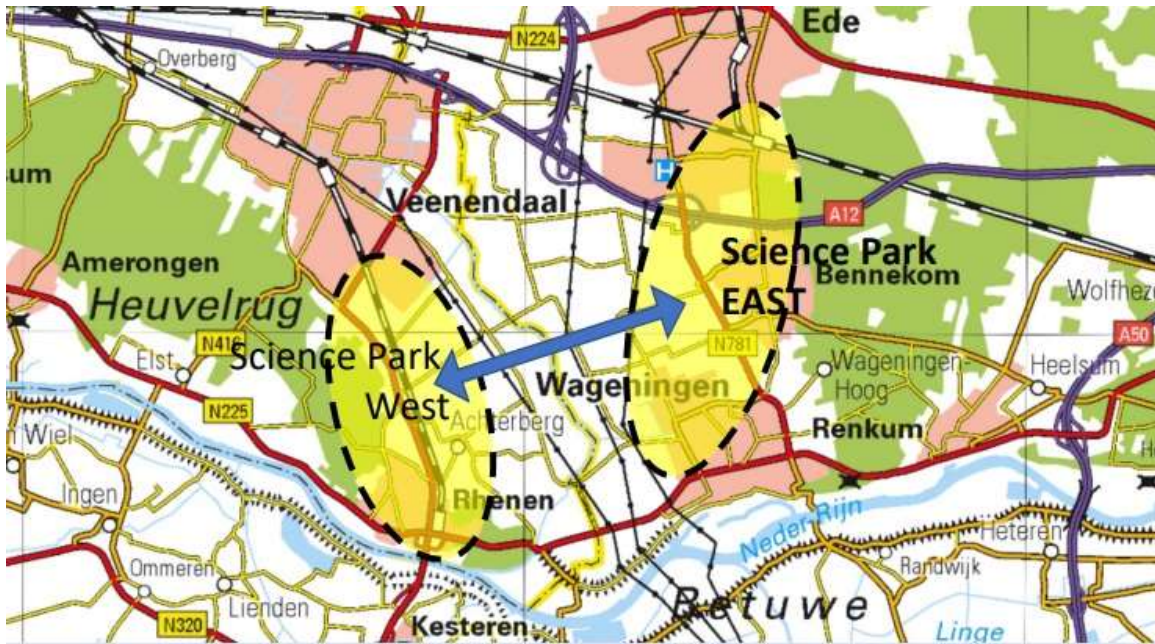 Ede
N224
Overberg
um
Veenendaal
H
A12
Science Park
EAST
Bennekom
Amerongen
Heuvelrug
Wolfhez
N416
Science Park
West
Elst
N781
A50
Wageningen
Wageningen-
Hoog
Heelsum
N225
Achterberg
Renkum
n Wiel
Rhenen
Ingen
Neder Rijn
Heteren
Randwijk
Ommeren
Lienden
Betuwe
N320
Kesteren
Linge